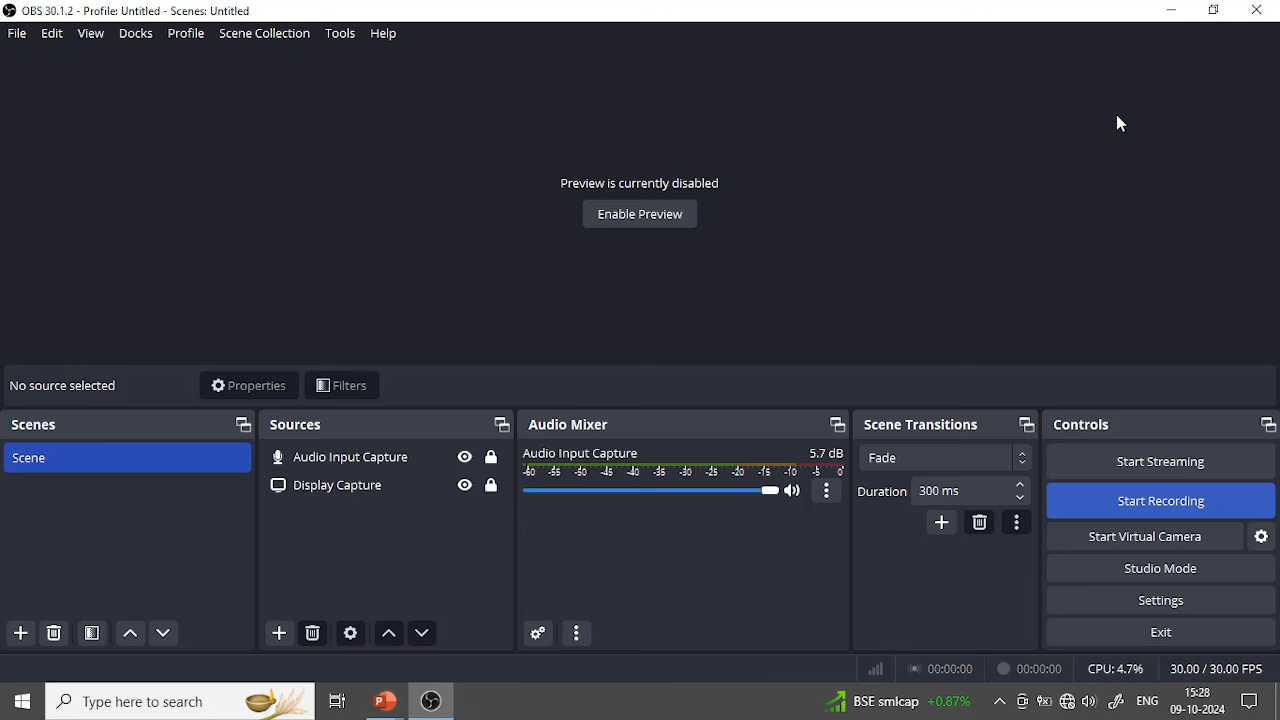 OBS 30.1.2 - Profile: Untitled - Scenes: Untitled
File Edit View Docks Profile Scene Collection Tools Help
Preview is currently disabled
Enable Preview
No source selected Properties Filters
Scenes
Scene
Sources
Audio Input Capture
Display Capture
Audio Mixer
Audio Input Capture 5.7 dB
-60 -55 -50 -45 -40 -35 -30 -25 -20 -15 -10 -5 0
Scene Transitions
Fade
Duration 300 ms
Controls
Start Streaming
Start Recording
Start Virtual Camera
Studio Mode
Settings
Exit
00:00:00 00:00:00 CPU: 4.7% 30.00 / 30.00 FPS
Type here to search
BSE smlcap +0.87%
ENG
15:28
09-10-2024